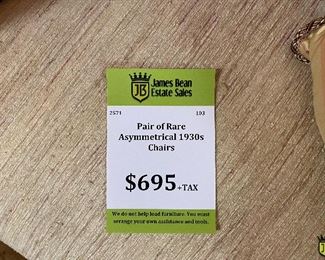 JB
James Bean
Estate Sales
2571 193
Pair of Rare
Asymmetrical 1930s
Chairs
$695+TAX
We do not help load furniture. You must
arrange your own assistance and tools.